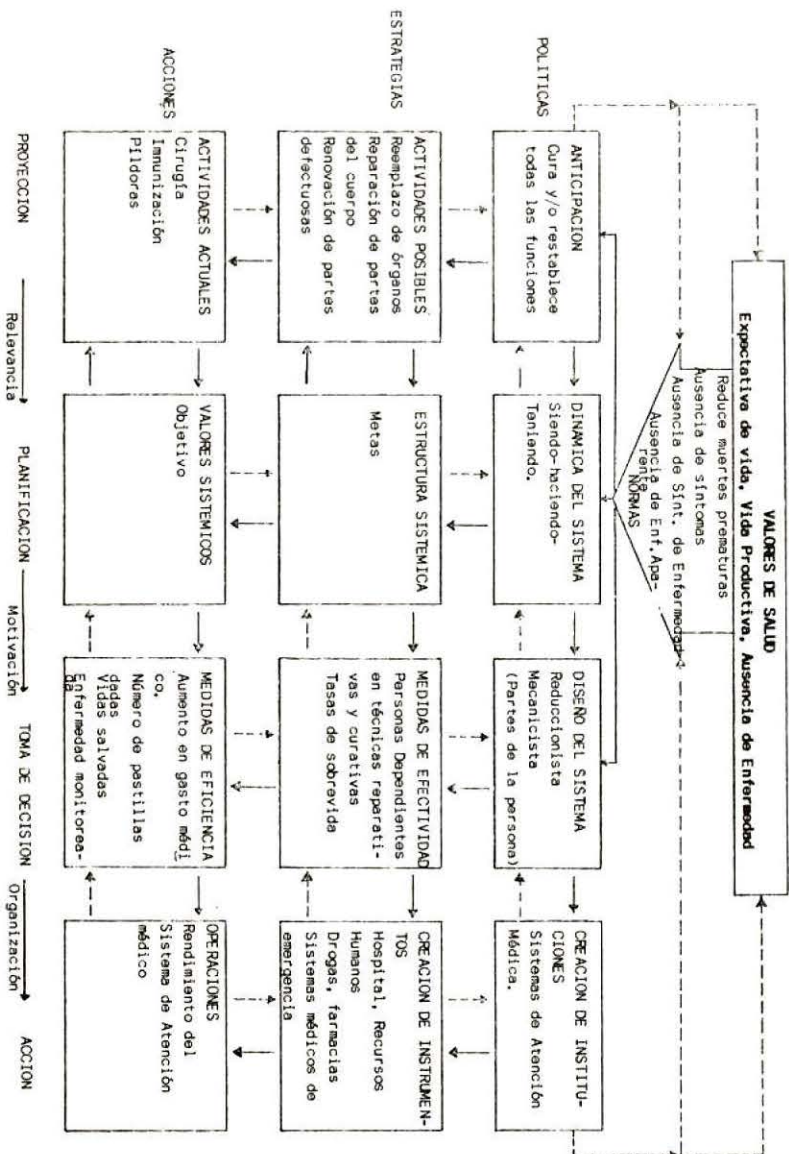 VALORES DE SALUD
Expectativa de vida, Vida Productiva, Ausencia de Enfermedad
Reduce muertes prematuras
Ausencia de síntomas
Ausencia de Sínt. de Enfermedad
Ausencia de Enf. Apa-
rente
NORMAS
POLITICAS
ANTICIPACION
Cura y/o restablece
todas las funciones
DINAMICA DEL SISTEMA
Siendo-haciendo-
Teniendo.
DISEÑO DEL SISTEMA
Reduccionista
Mecanicista
(Partes de la persona)
CREACION DE INSTITU-
CIONES
Sistemas de Atención
Médica.
ESTRATEGIAS
ACTIVIDADES POSIBLES
Reemplazo de órganos
Reparación de partes
del cuerpo
Renovación de partes
defectuosas
ESTRUCTURA SISTEMICA
Metas
MEDIDAS DE EFECTIVIDAD
Personas Dependientes
en técnicas reparati-
vas y curativas
Tasas de sobrevida
CREACION DE INSTRUMEN-
TOS
Hospital, Recursos
Humanos
Drogas, farmacias
Sistemas médicos de
emergencia
ACCIONES
ACTIVIDADES ACTUALES
Cirugía
Inmunización
Píldoras
VALORES SISTEMICOS
Objetivo
MEDIDAS DE EFICIENCIA
Aumento en gasto médi
co.
Número de pastillas
dadas
Vidas salvadas
Enfermedad monitorea-
da
OPERACIONES
Rendimiento del
Sistema de Atención
médico
PROYECCION
Relevancia
PLANIFICACION
Motivación
TOMA DE DECISION
Organización
ACCION